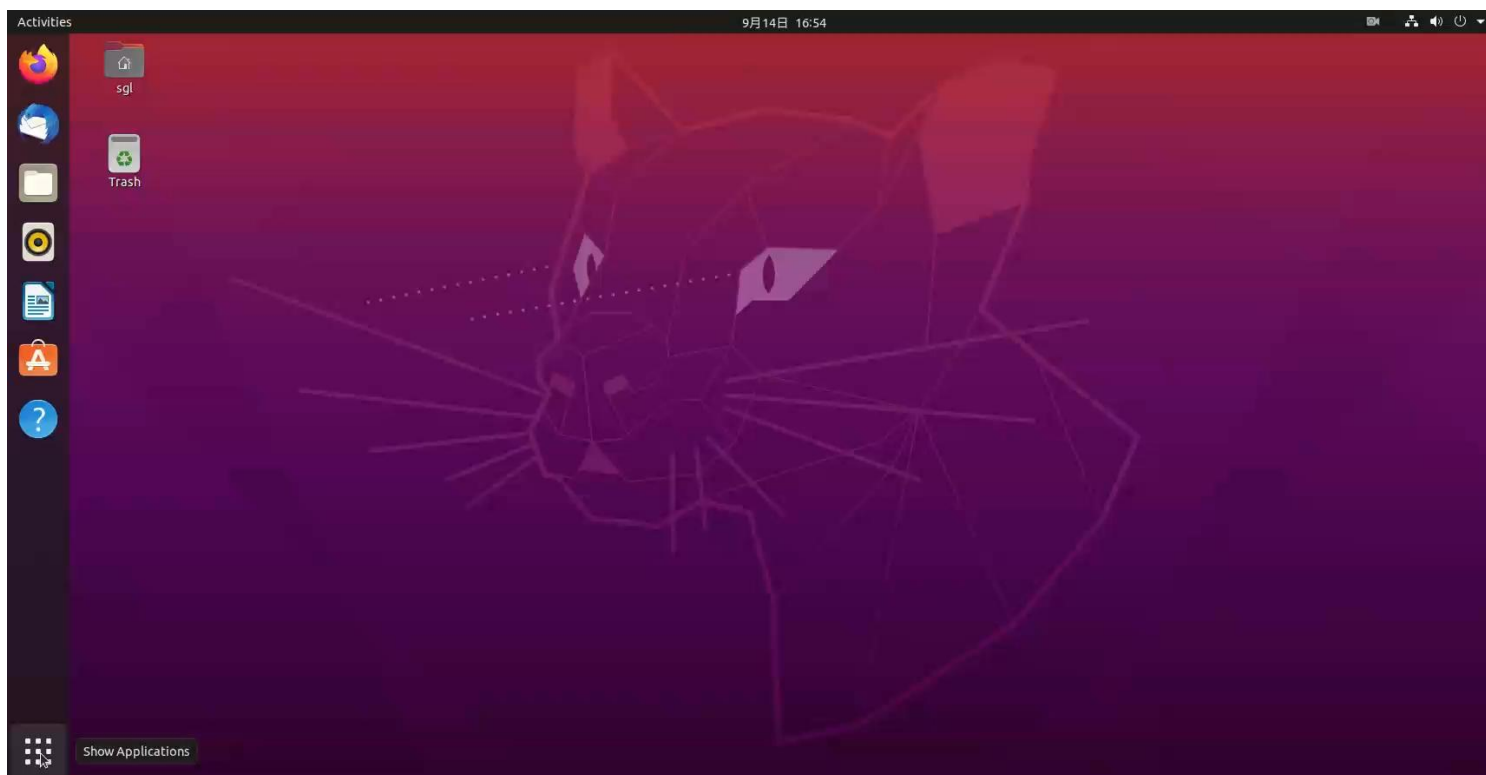 Activities
9月14日 16:54
sgl
Trash
Show Applications